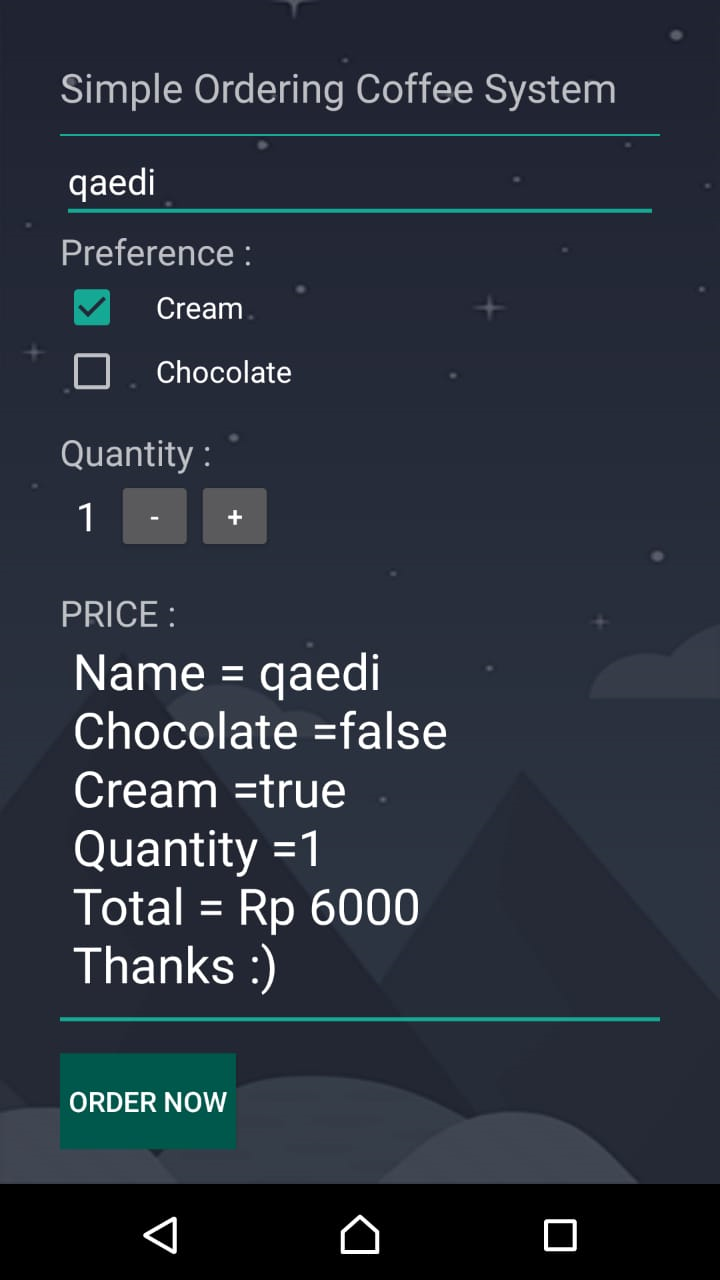 Simple Ordering Coffee System
qaedi
Preference :
Cream
Chocolate
Quantity :
1 - +
PRICE :
Name = qaedi
Chocolate =false
Cream =true
Quantity =1
Total = Rp 6000
Thanks :)
ORDER NOW